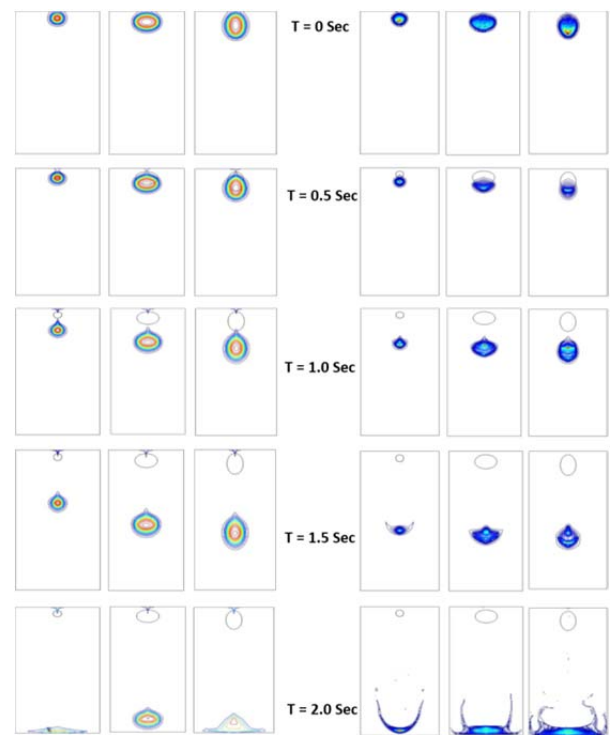 T = 0 Sec
T = 0.5 Sec
T = 1.0 Sec
T = 1.5 Sec
T = 2.0 Sec